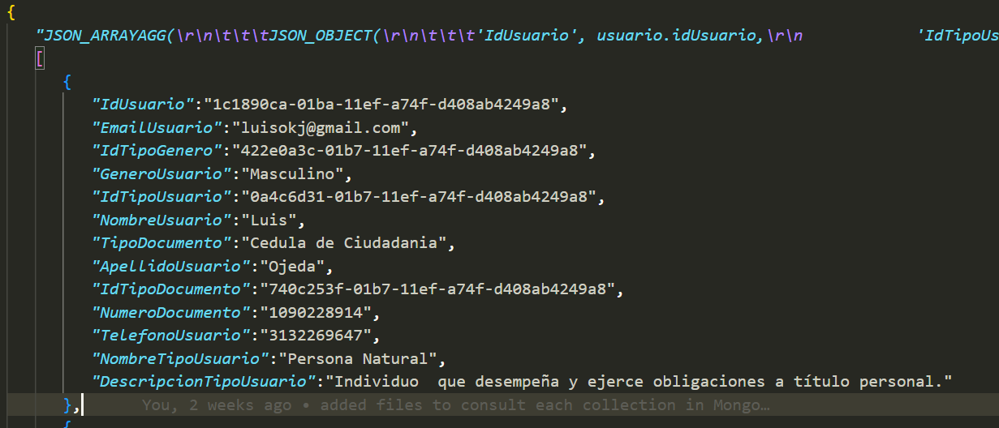 {
"JSON_ARRAYAGG(\r\n\t\t\tJSON_OBJECT(\r\n\t\t\t'IdUsuario', usuario.idUsuario,\r\n 'IdTipoUs
[
{
"IdUsuario":"1c1890ca-01ba-11ef-a74f-d408ab4249a8",
"EmailUsuario":"luisokj@gmail.com",
"IdTipoGenero":"422e0a3c-01b7-11ef-a74f-d408ab4249a8",
"GeneroUsuario":"Masculino",
"IdTipoUsuario":"0a4c6d31-01b7-11ef-a74f-d408ab4249a8",
"NombreUsuario":"Luis",
"TipoDocumento":"Cedula de Ciudadania",
"ApellidoUsuario":"Ojeda",
"IdTipoDocumento":"740c253f-01b7-11ef-a74f-d408ab4249a8",
"NumeroDocumento":"1090228914",
"TelefonoUsuario":"3132269647",
"NombreTipoUsuario":"Persona Natural",
"DescripcionTipoUsuario":"Individuo  que desempeña y ejerce obligaciones a título personal."
}, You, 2 weeks ago • added files to consult each collection in Mongo…
{